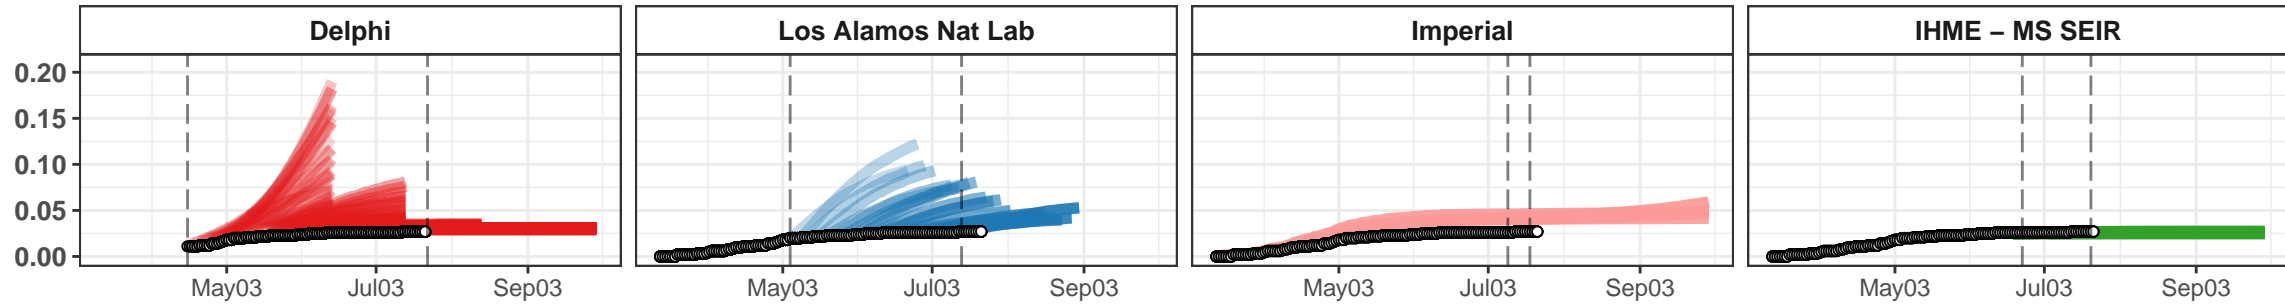 Delphi
Los Alamos Nat Lab
Imperial
IHME − MS SEIR
0.20
0.15
0.10
0.05
0.00
May03 Jul03 Sep03
May03 Jul03 Sep03
May03 Jul03 Sep03
May03 Jul03 Sep03